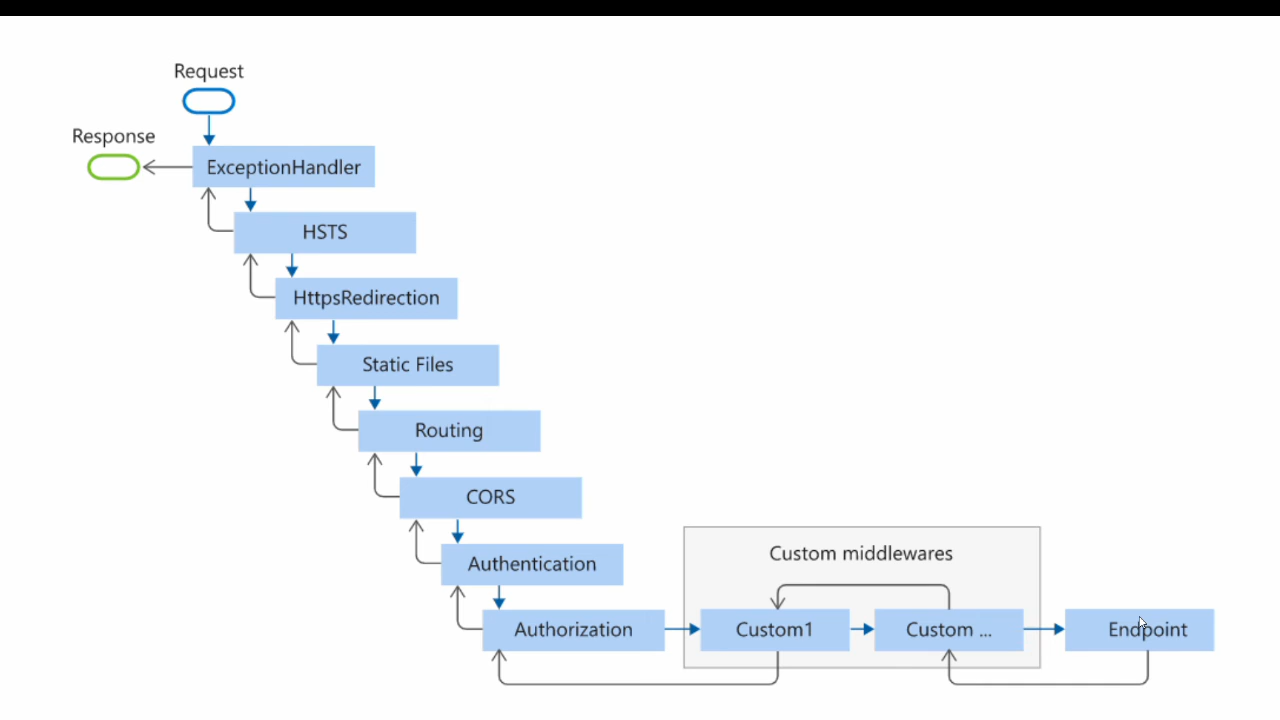 Request
Response
ExceptionHandler
HSTS
HttpsRedirection
Static Files
Routing
CORS
Authentication
Custom middlewares
Authorization
Custom1
Custom ...
Endpoint